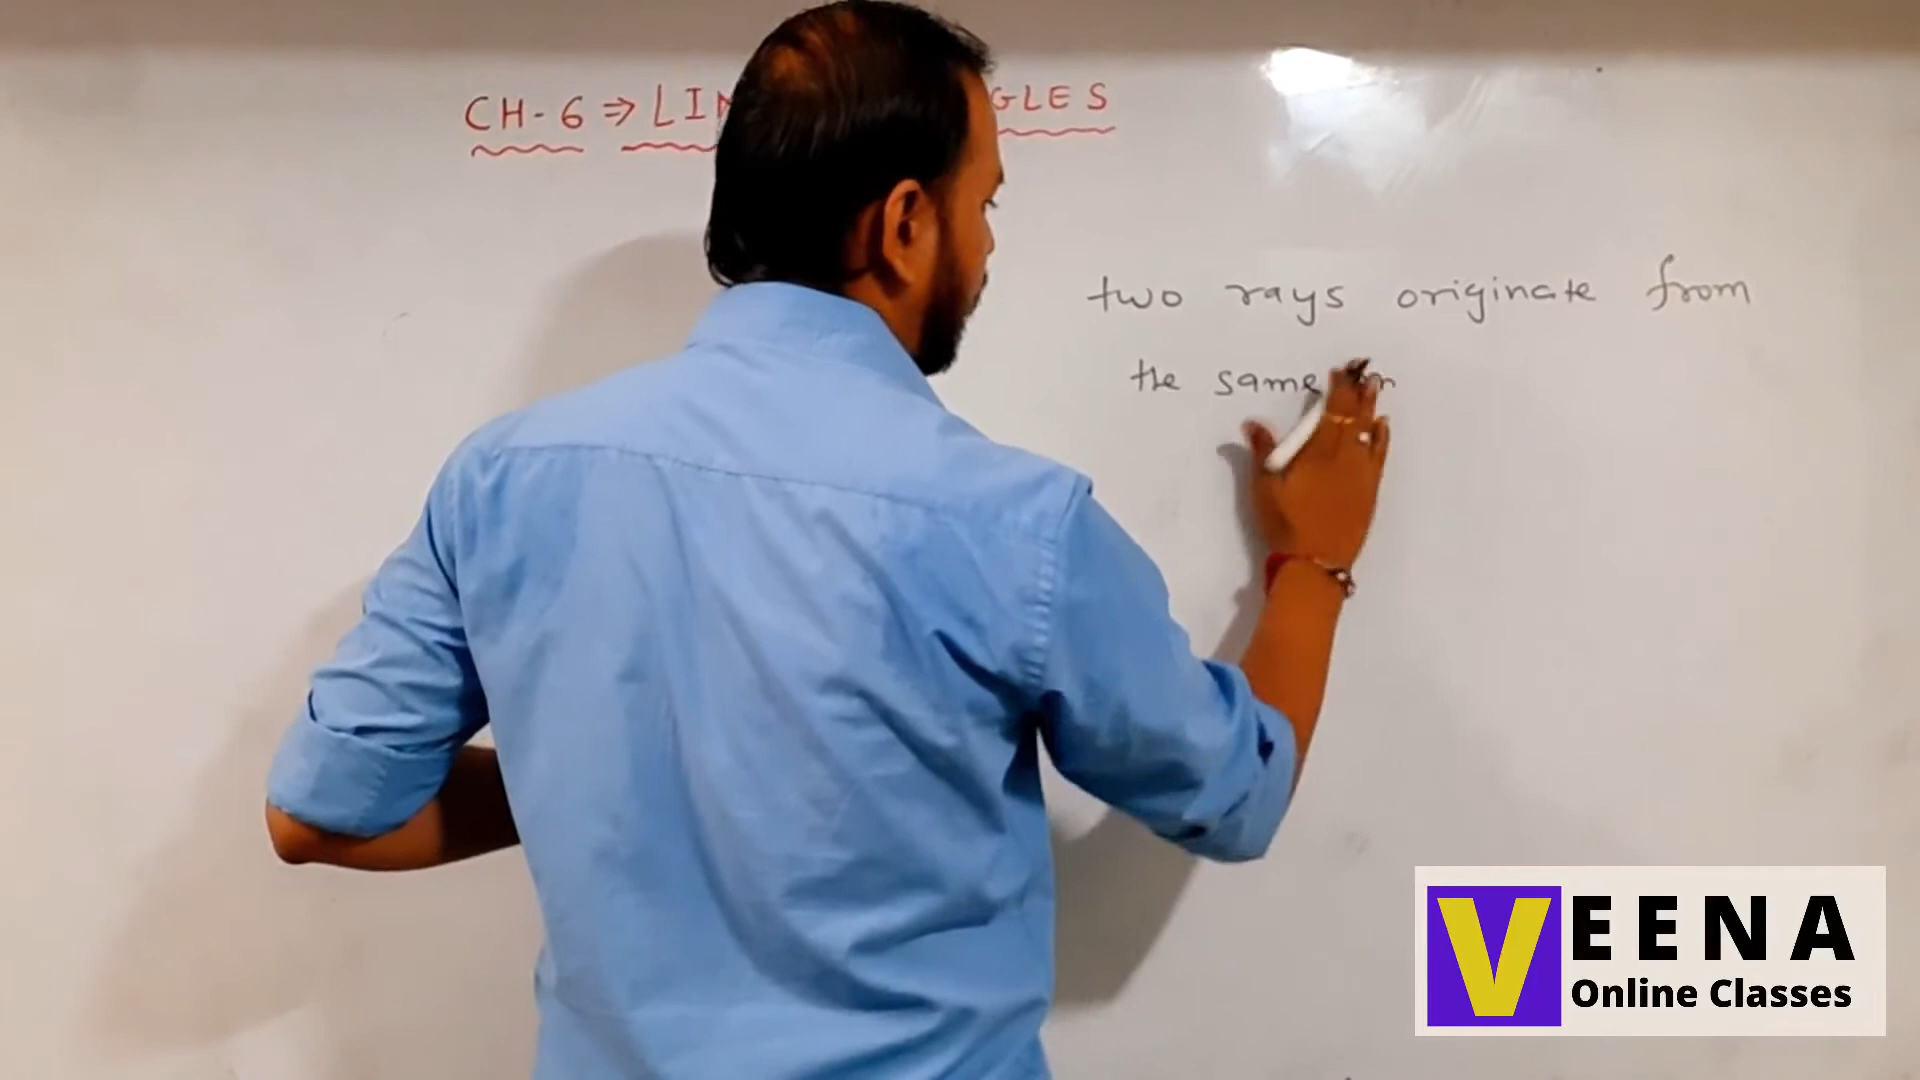 CH-6 ⇒ LIN GLES
two rays originate from
the same
VEENA
Online Classes